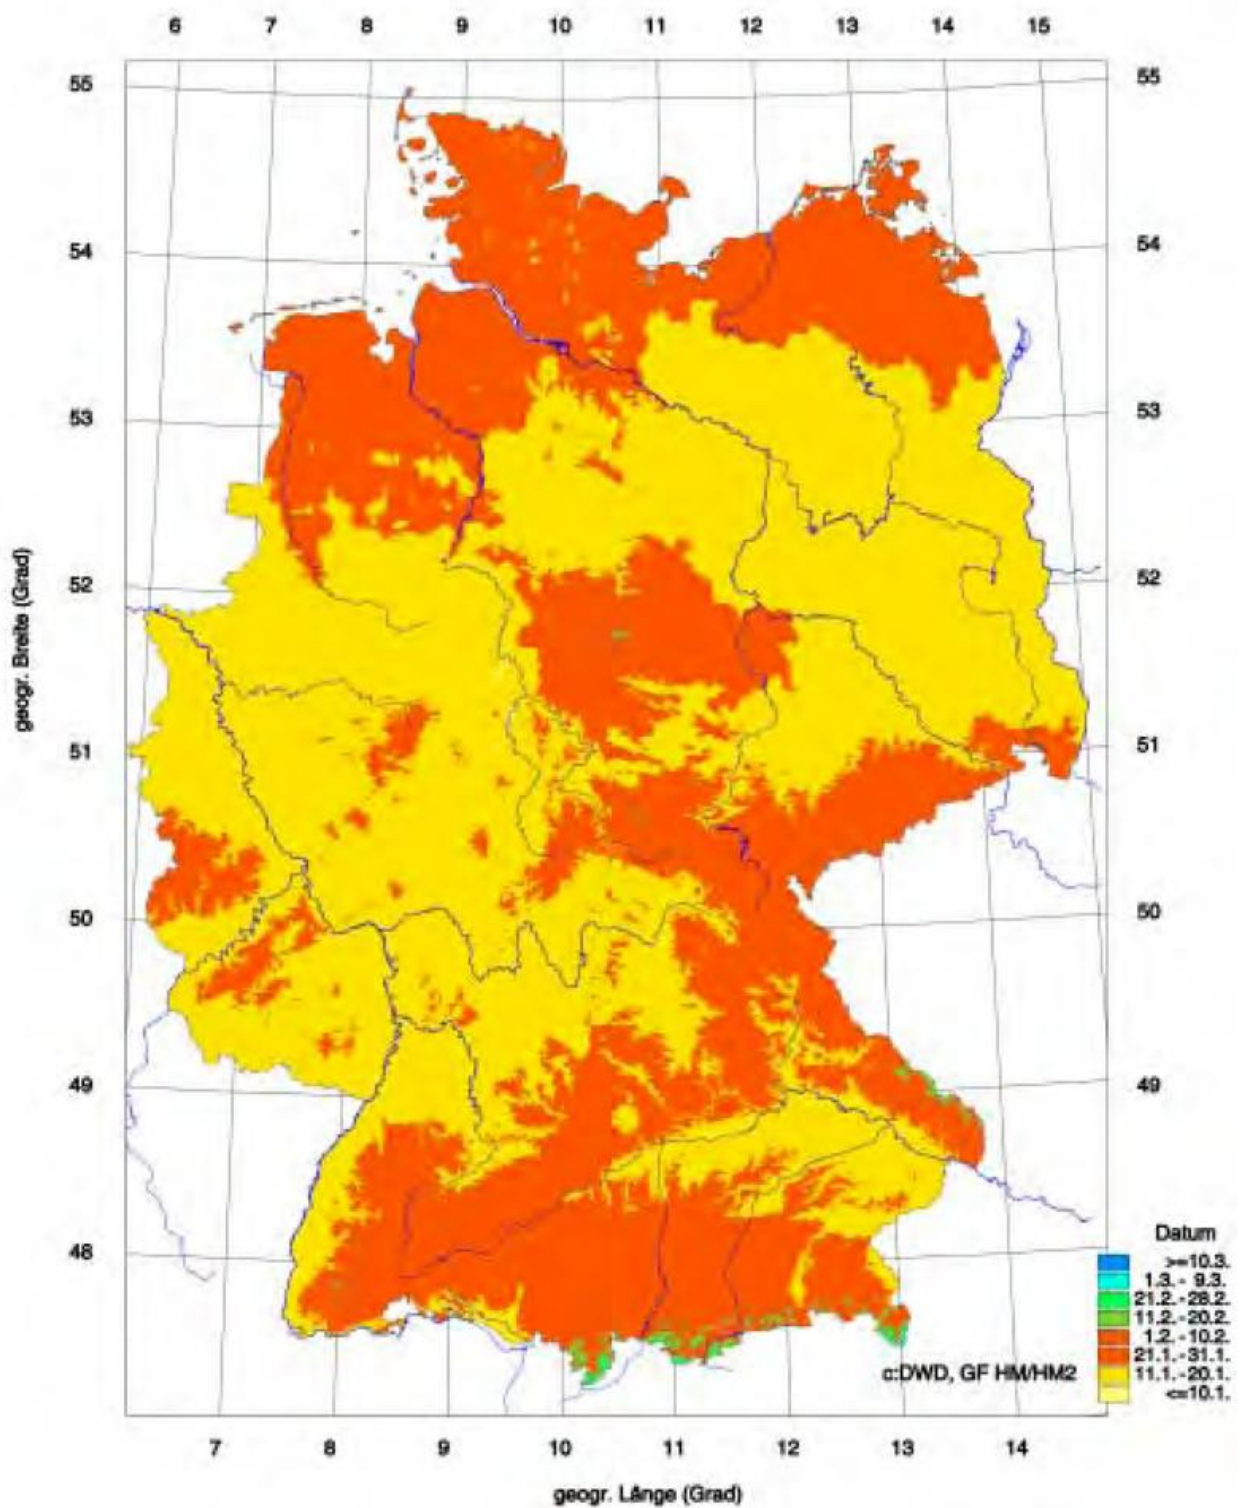 6 7 8 9 10 11 12 13 14 15
55 55
54 54
53 53
geogr. Breite (Grad)
52 52
51 51
50 50
49 49
48
Datum
>=10.3.
1.3. - 9.3.
21.2. - 28.2.
11.2. - 20.2.
1.2. - 10.2.
21.1. - 31.1.
11.1. - 20.1.
<=10.1.
c:DWD, GF HM/HM2
7 8 9 10 11 12 13 14
geogr. Länge (Grad)